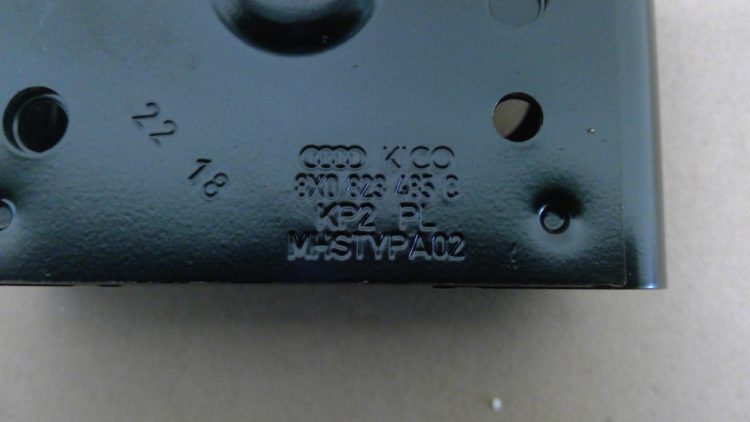 22 18
KICO
8X0 823 485 C
KP2 PL
MHSTYPA02